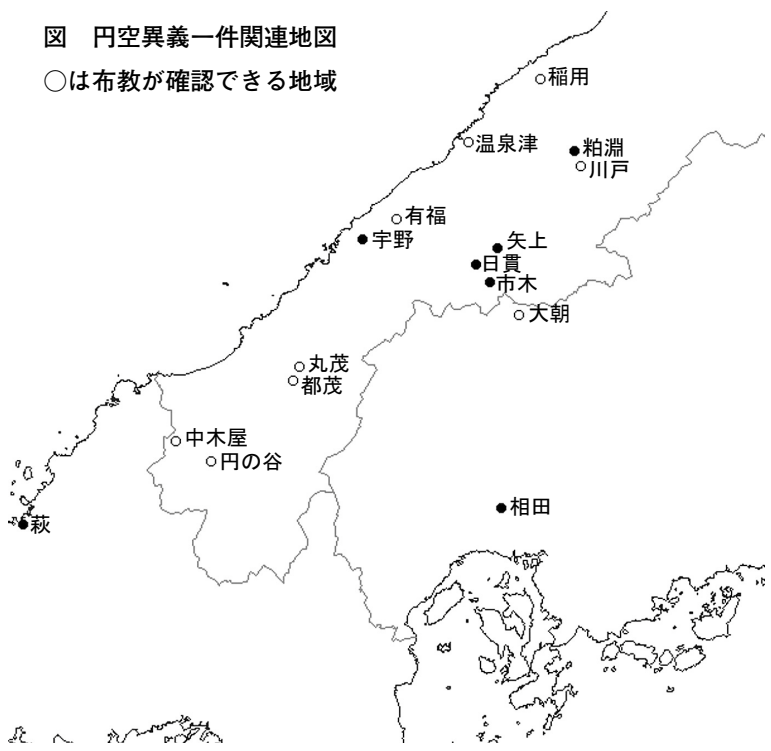 図　円空異義一件関連地図
○は布教が確認できる地域
稲用
温泉津
粕淵
川戸
有福
宇野
矢上
日貫
市木
大朝
丸茂
都茂
中木屋
円の谷
相田
萩